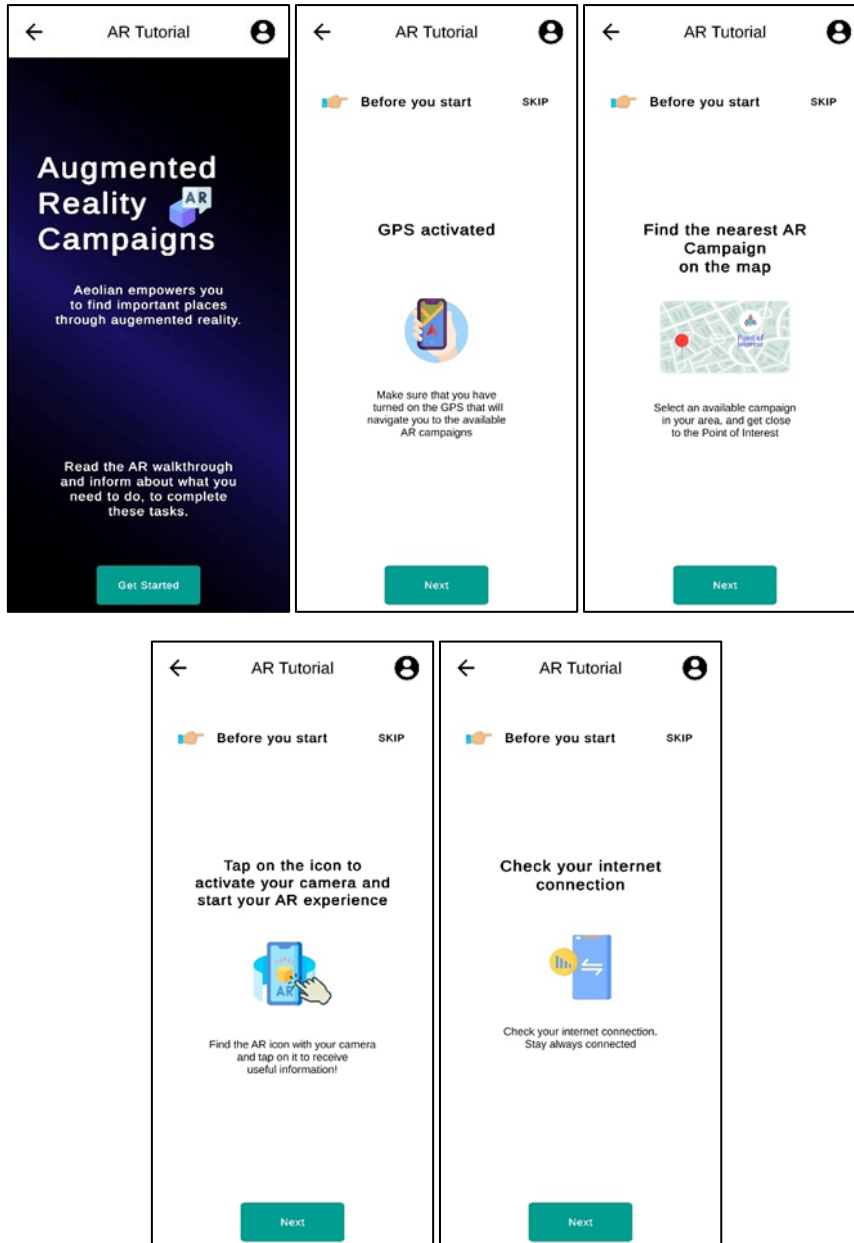 AR Tutorial
Augmented
Reality
AR
Campaigns
Aeolian empowers you
to find important places
through augemented reality.
Read the AR walkthrough
and inform about what you
need to do, to complete
these tasks.
Get Started
AR Tutorial
Before you start SKIP
GPS activated
Make sure that you have
turned on the GPS that will
navigate you to the available
AR campaigns
Next
AR Tutorial
Before you start SKIP
Find the nearest AR
Campaign
on the map
Point of
Interest
Select an available campaign
in your area, and get close
to the Point of Interest
Next
AR Tutorial
Before you start SKIP
Tap on the icon to
activate your camera and
start your AR experience
AR
Find the AR icon with your camera
and tap on it to receive
useful information!
Next
AR Tutorial
Before you start SKIP
Check your internet
connection
Check your internet connection.
Stay always connected
Next